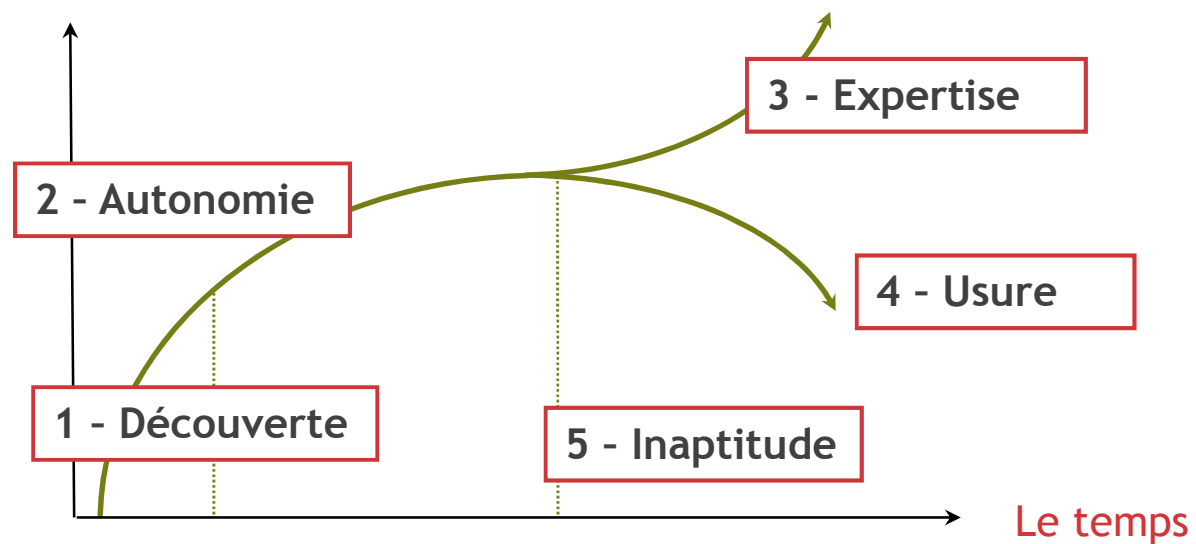 3 - Expertise
2 – Autonomie
4 – Usure
1 – Découverte
5 – Inaptitude
Le temps